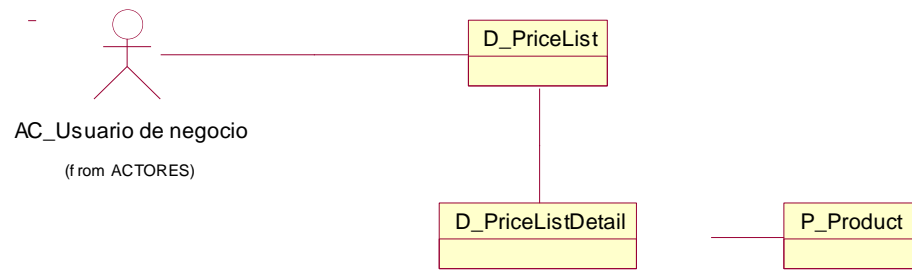 D_PriceList
AC_Usuario de negocio
(from ACTORES)
D_PriceListDetail
P_Product